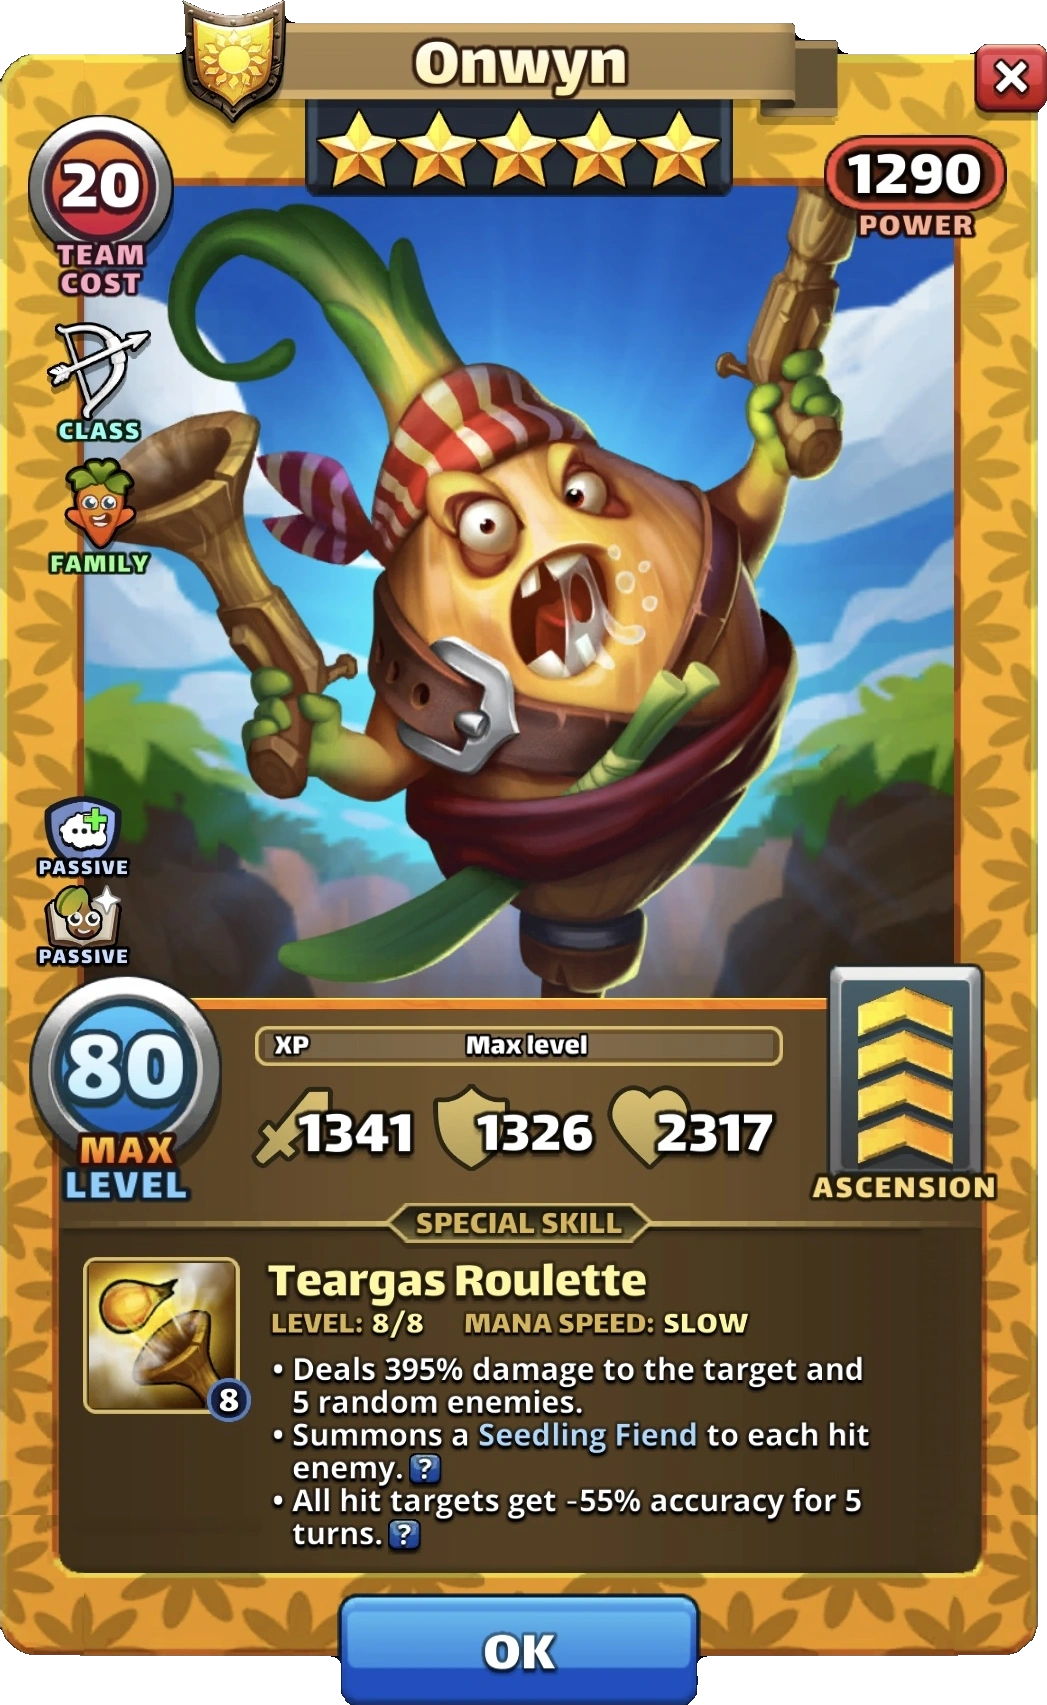 Onwyn
20
TEAM
COST
1290
POWER
CLASS
FAMILY
PASSIVE
PASSIVE
80
MAX
LEVEL
XP Max level
1341 1326 2317
ASCENSION
SPECIAL SKILL
Teargas Roulette
LEVEL: 8/8 MANA SPEED: SLOW
8
• Deals 395% damage to the target and
5 random enemies.
• Summons a Seedling Fiend to each hit
enemy. ?
• All hit targets get -55% accuracy for 5
turns. ?
OK